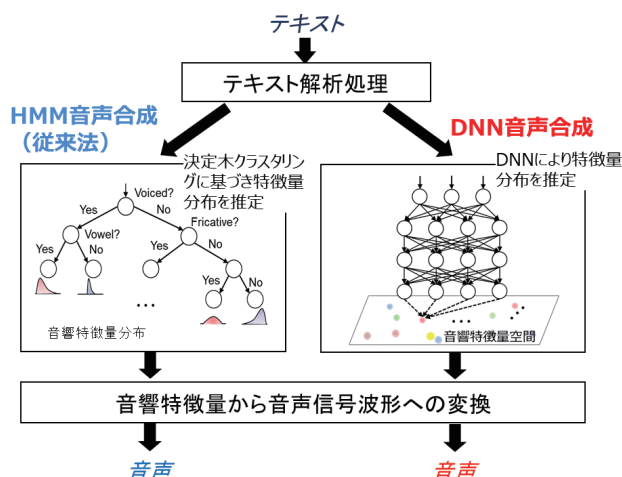 テキスト
テキスト解析処理
HMM音声合成
(従来法)
DNN音声合成
決定木クラスタリ
ングに基づき特徴量
分布を推定
Voiced?
Yes
No
Vowel?
Fricative?
Yes
No
Yes
No
Yes
No
...
音響特徴量分布
DNNにより特徴量
分布を推定
...
音響特徴量空間
音響特徴量から音声信号波形への変換
音声
音声